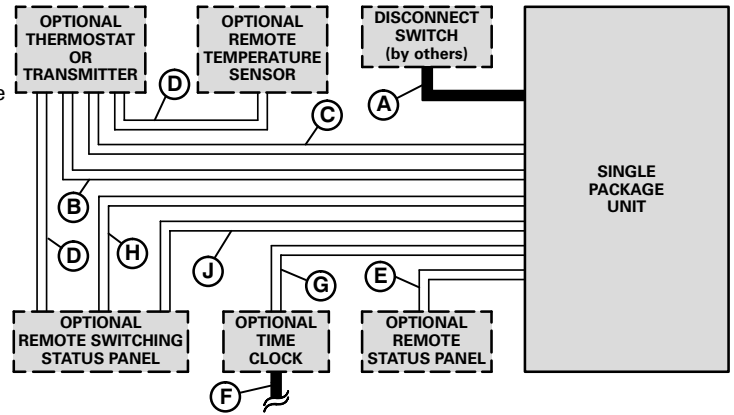 OPTIONAL
THERMOSTAT
OR
TRANSMITTER
OPTIONAL
REMOTE
TEMPERATURE
SENSOR
DISCONNECT
SWITCH
(by others)
e
D
A
C
SINGLE
PACKAGE
UNIT
B
D
H
J
G
E
OPTIONAL
REMOTE SWITCHING
STATUS PANEL
OPTIONAL
TIME
CLOCK
OPTIONAL
REMOTE
STATUS PANEL
F